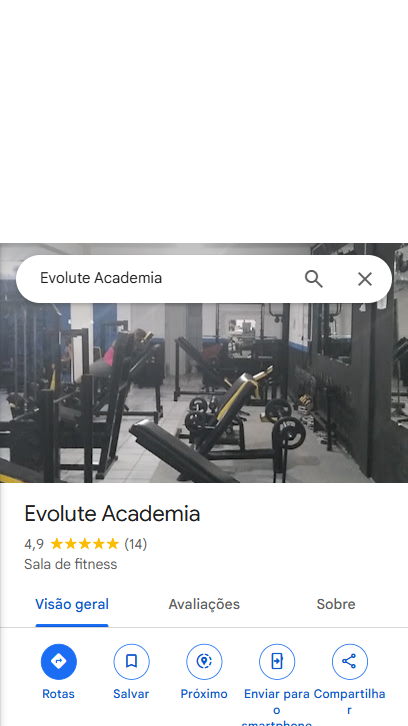 Evolute Academia
Evolute Academia
4,9 (14)
Sala de fitness
Visão geral Avaliações Sobre
Rotas Salvar Próximo Enviar para o smartphone Compartilhar